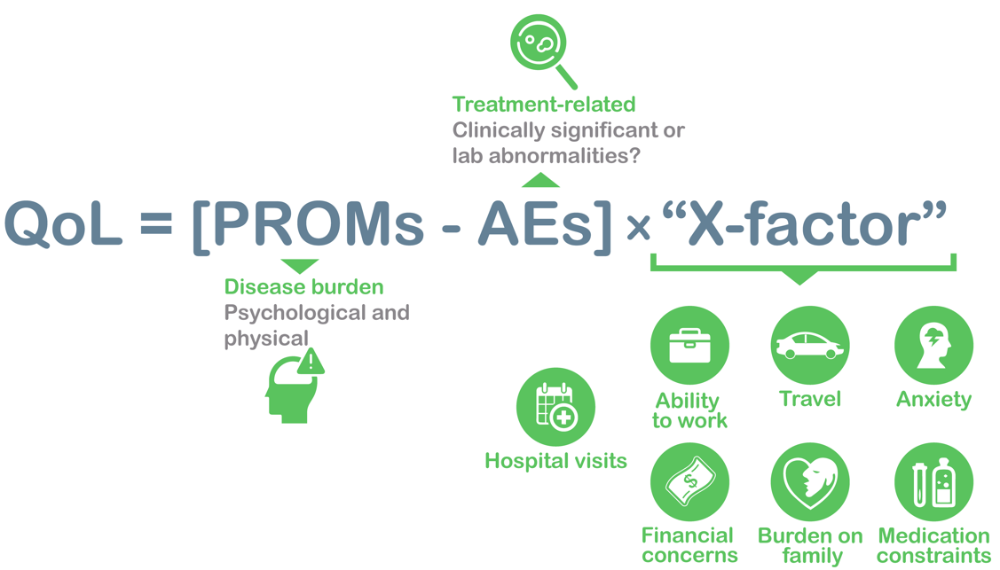 Treatment-related
Clinically significant or
lab abnormalities?
QoL = [PROMs - AEs] × “X-factor”
Disease burden
Psychological and
physical
!
Hospital visits
Ability
to work
Travel
Anxiety
$
Financial
concerns
Burden on
family
Medication
constraints